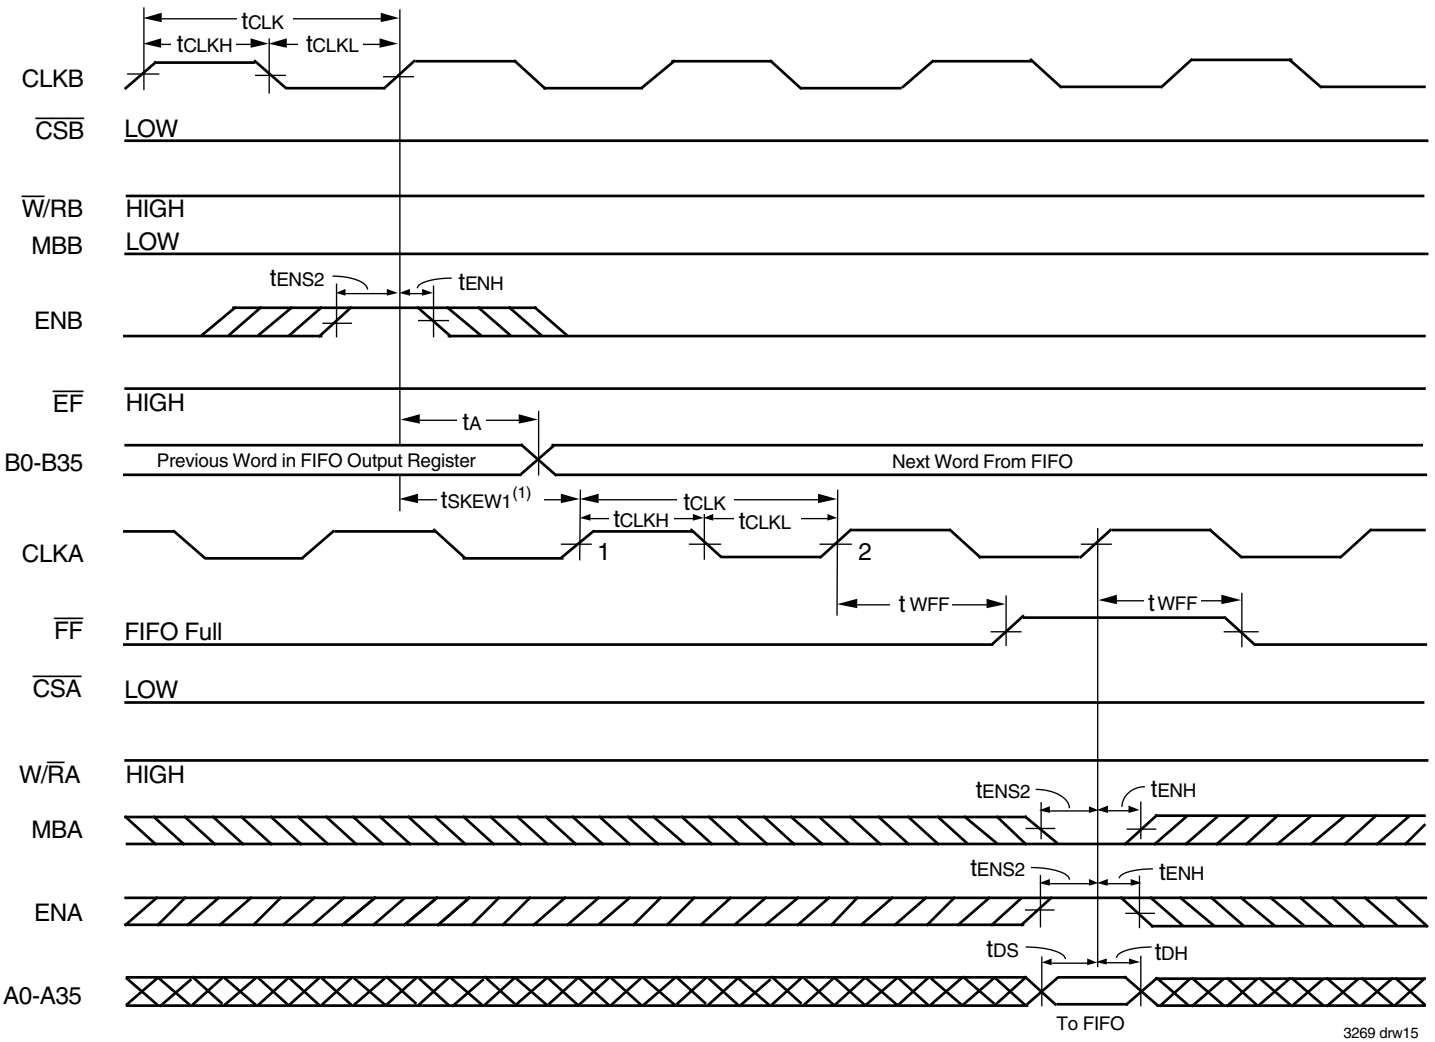 tCLK
tCLKH tCLKL
CLKB
CSB LOW
W/RB HIGH
MBB LOW
tENS2 tENH
ENB
EF HIGH
tA
B0-B35 Previous Word in FIFO Output Register Next Word From FIFO
tSKEW1(1) tCLK
tCLKH tCLKL
CLKA 1 2
tWFF tWFF
FF FIFO Full
CSA LOW
W/RA HIGH
tENS2 tENH
MBA
tENS2 tENH
ENA
tDS tDH
A0-A35
To FIFO
3269 drw15